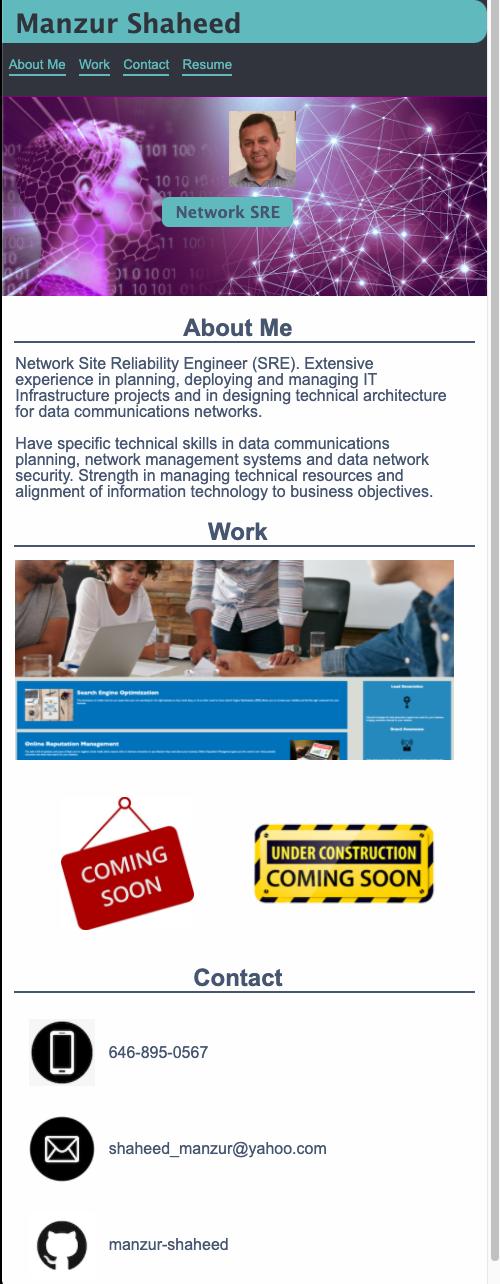 Manzur Shaheed
About Me Work Contact Resume
Network SRE
About Me
Network Site Reliability Engineer (SRE). Extensive
experience in planning, deploying and managing IT
Infrastructure projects and in designing technical architecture
for data communications networks.
Have specific technical skills in data communications
planning, network management systems and data network
security. Strength in managing technical resources and
alignment of information technology to business objectives.
Work
Search Engine Optimization
Lead Generation
Brand Awareness
Online Reputation Management
COMING
SOON
UNDER CONSTRUCTION
COMING SOON
Contact
646-895-0567
shaheed_manzur@yahoo.com
manzur-shaheed